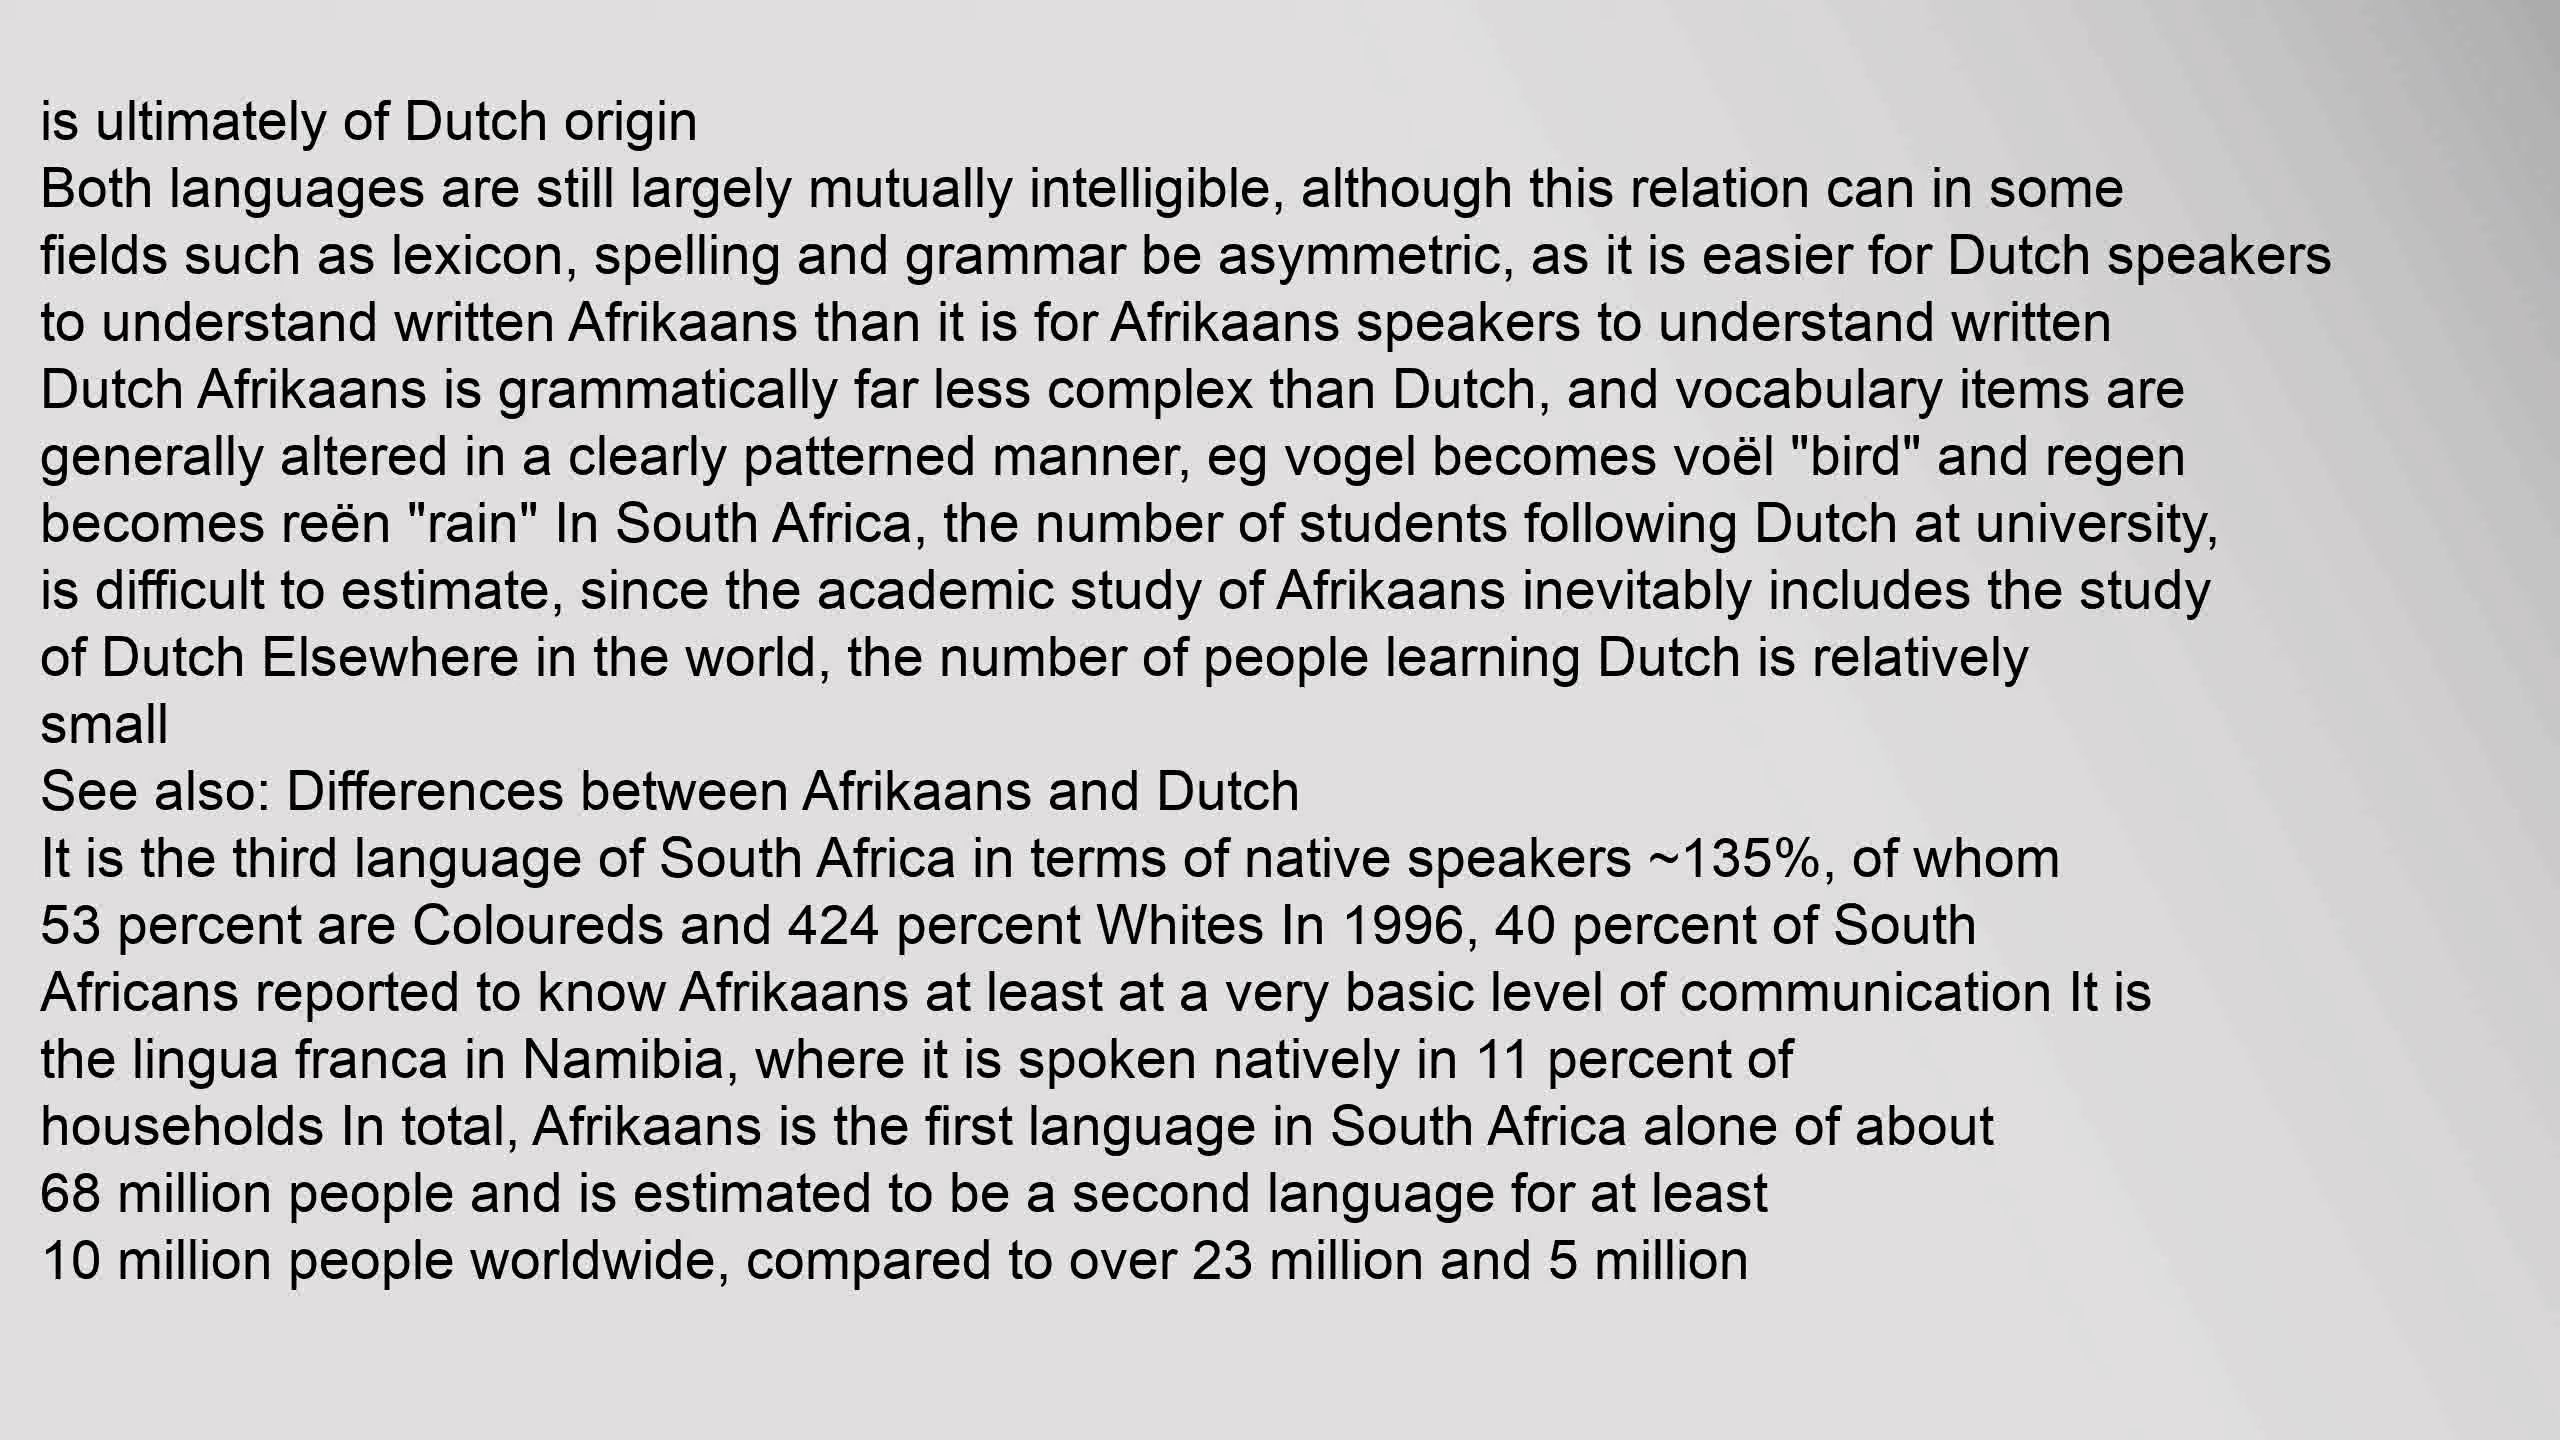 is ultimately of Dutch origin
Both languages are still largely mutually intelligible, although this relation can in some
fields such as lexicon, spelling and grammar be asymmetric, as it is easier for Dutch speakers
to understand written Afrikaans than it is for Afrikaans speakers to understand written
Dutch Afrikaans is grammatically far less complex than Dutch, and vocabulary items are
generally altered in a clearly patterned manner, eg vogel becomes voël "bird" and regen
becomes reën "rain" In South Africa, the number of students following Dutch at university,
is difficult to estimate, since the academic study of Afrikaans inevitably includes the study
of Dutch Elsewhere in the world, the number of people learning Dutch is relatively
small
See also: Differences between Afrikaans and Dutch
It is the third language of South Africa in terms of native speakers ~135%, of whom
53 percent are Coloureds and 424 percent Whites In 1996, 40 percent of South
Africans reported to know Afrikaans at least at a very basic level of communication It is
the lingua franca in Namibia, where it is spoken natively in 11 percent of
households In total, Afrikaans is the first language in South Africa alone of about
68 million people and is estimated to be a second language for at least
10 million people worldwide, compared to over 23 million and 5 million